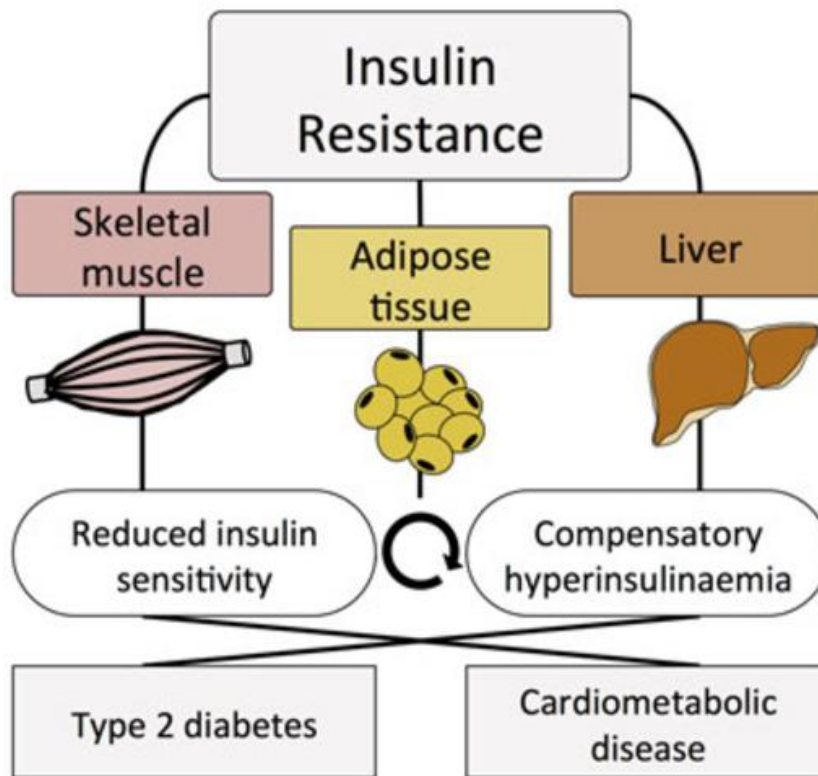 Insulin
Resistance
Skeletal
muscle
Adipose
tissue
Liver
Reduced insulin
sensitivity
Compensatory
hyperinsulinaemia
Type 2 diabetes
Cardiometabolic
disease